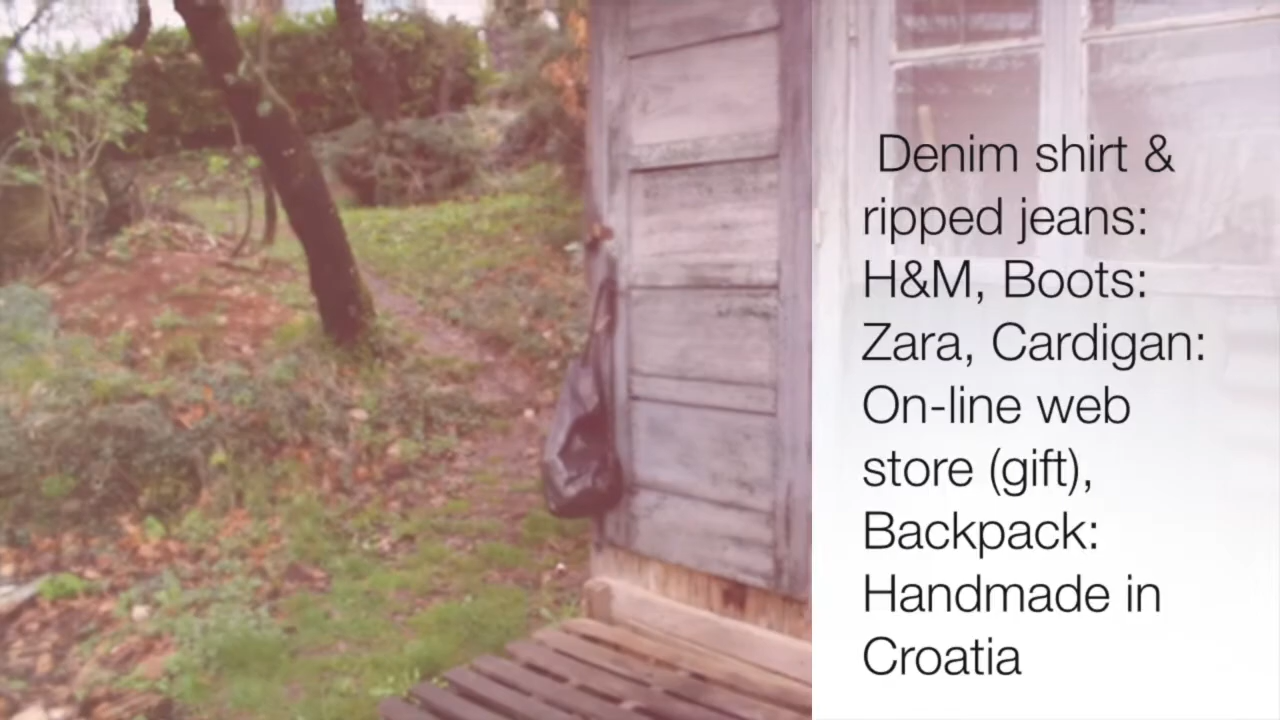 Denim shirt &
ripped jeans:
H&M, Boots:
Zara, Cardigan:
On-line web
store (gift),
Backpack:
Handmade in
Croatia